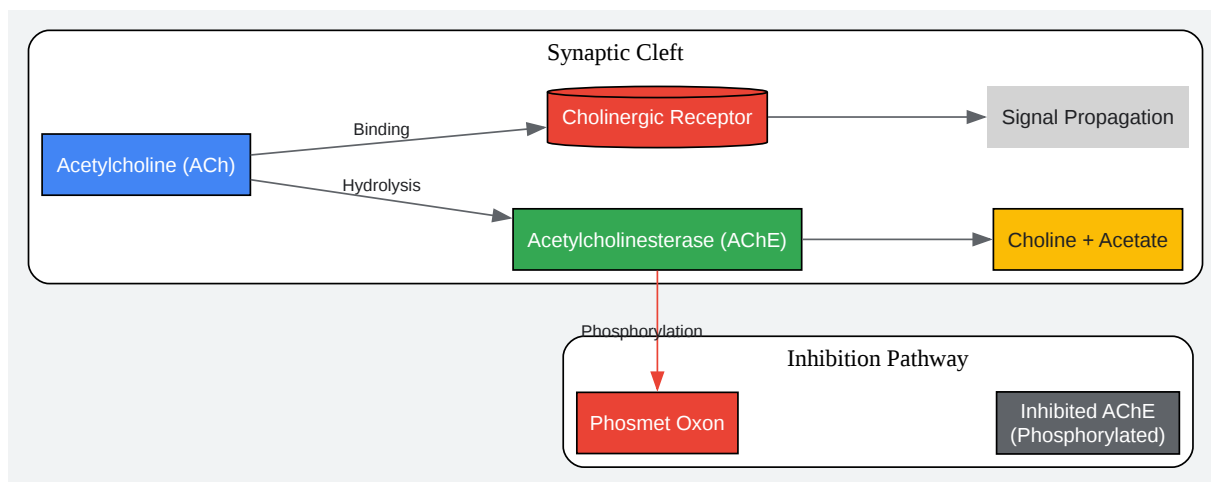 Synaptic Cleft
Cholinergic Receptor
Signal Propagation
Binding
Acetylcholine (ACh)
Hydrolysis
Acetylcholinesterase (AChE)
Choline + Acetate
Phosphorylation
Inhibition Pathway
Phosmet Oxon
Inhibited AChE
(Phosphorylated)